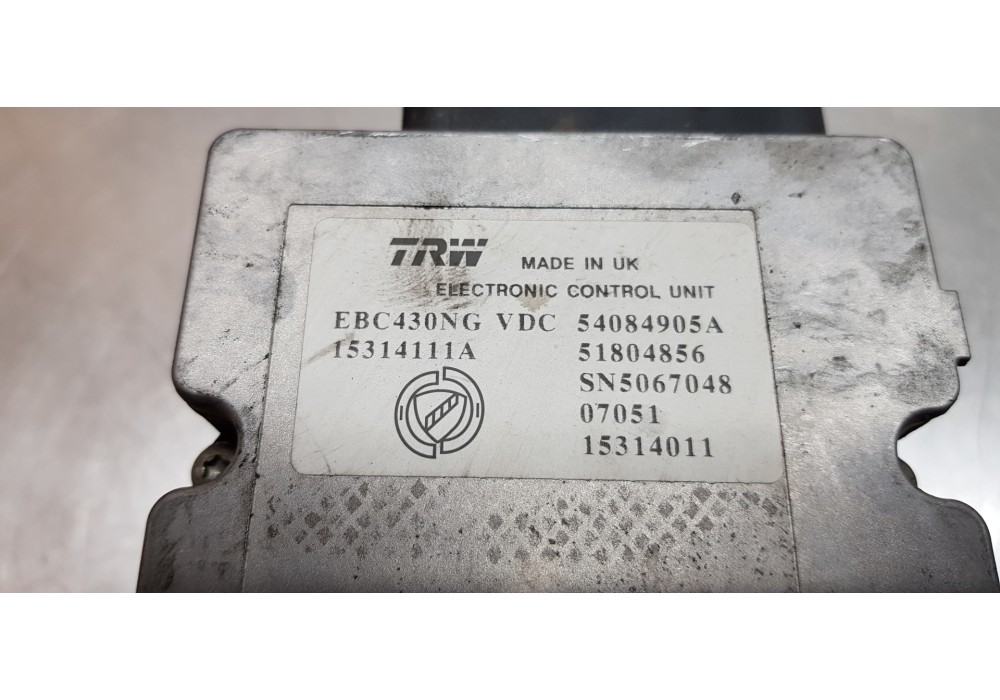 TRW MADE IN UK
ELECTRONIC CONTROL UNIT
EBC430NG VDC 54084905A
15314111A 51804856
SN5067048
07051
15314011